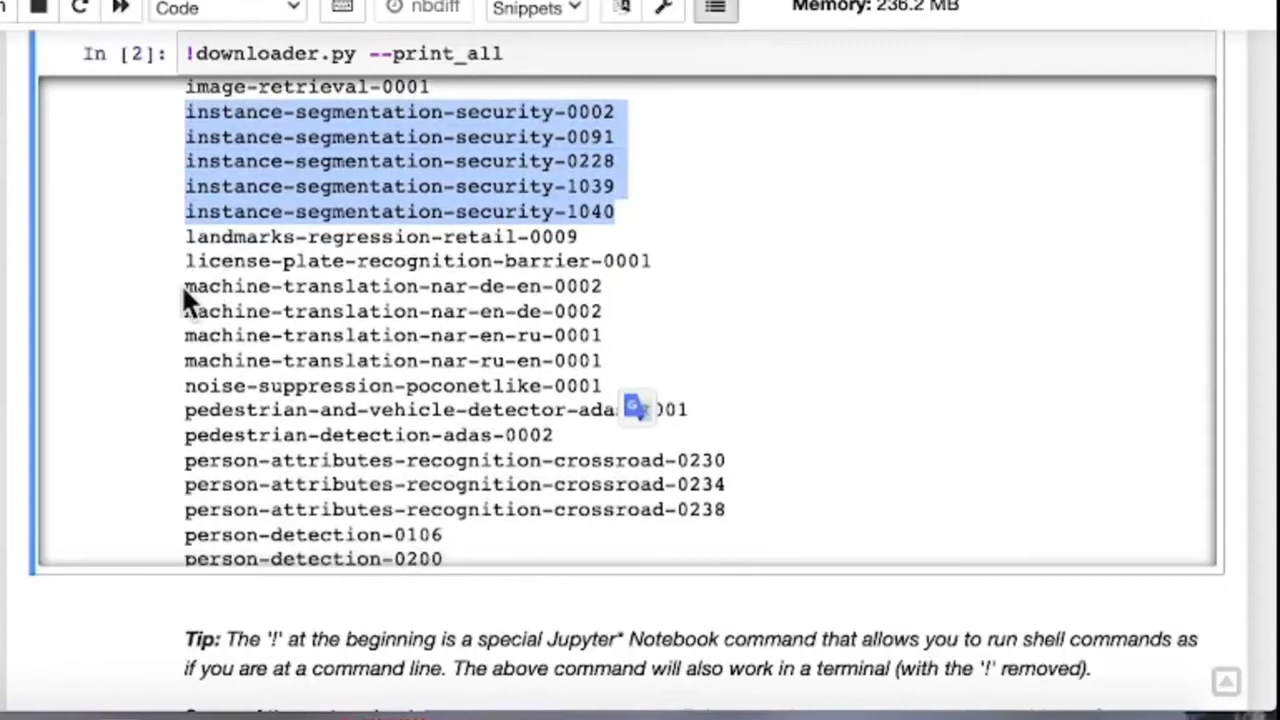 Code
nbdiff
Snippets
Memory: 236.2 MB
In [2]: !downloader.py --print_all
image-retrieval-0001
instance-segmentation-security-0002
instance-segmentation-security-0091
instance-segmentation-security-0228
instance-segmentation-security-1039
instance-segmentation-security-1040
landmarks-regression-retail-0009
license-plate-recognition-barrier-0001
machine-translation-nar-de-en-0002
machine-translation-nar-en-de-0002
machine-translation-nar-en-ru-0001
machine-translation-nar-ru-en-0001
noise-suppression-poconetlike-0001
pedestrian-and-vehicle-detector-adas 001
pedestrian-detection-adas-0002
person-attributes-recognition-crossroad-0230
person-attributes-recognition-crossroad-0234
person-attributes-recognition-crossroad-0238
person-detection-0106
person-detection-0200
Tip: The '!' at the beginning is a special Jupyter* Notebook command that allows you to run shell commands as
if you are at a command line. The above command will also work in a terminal (with the '!' removed).